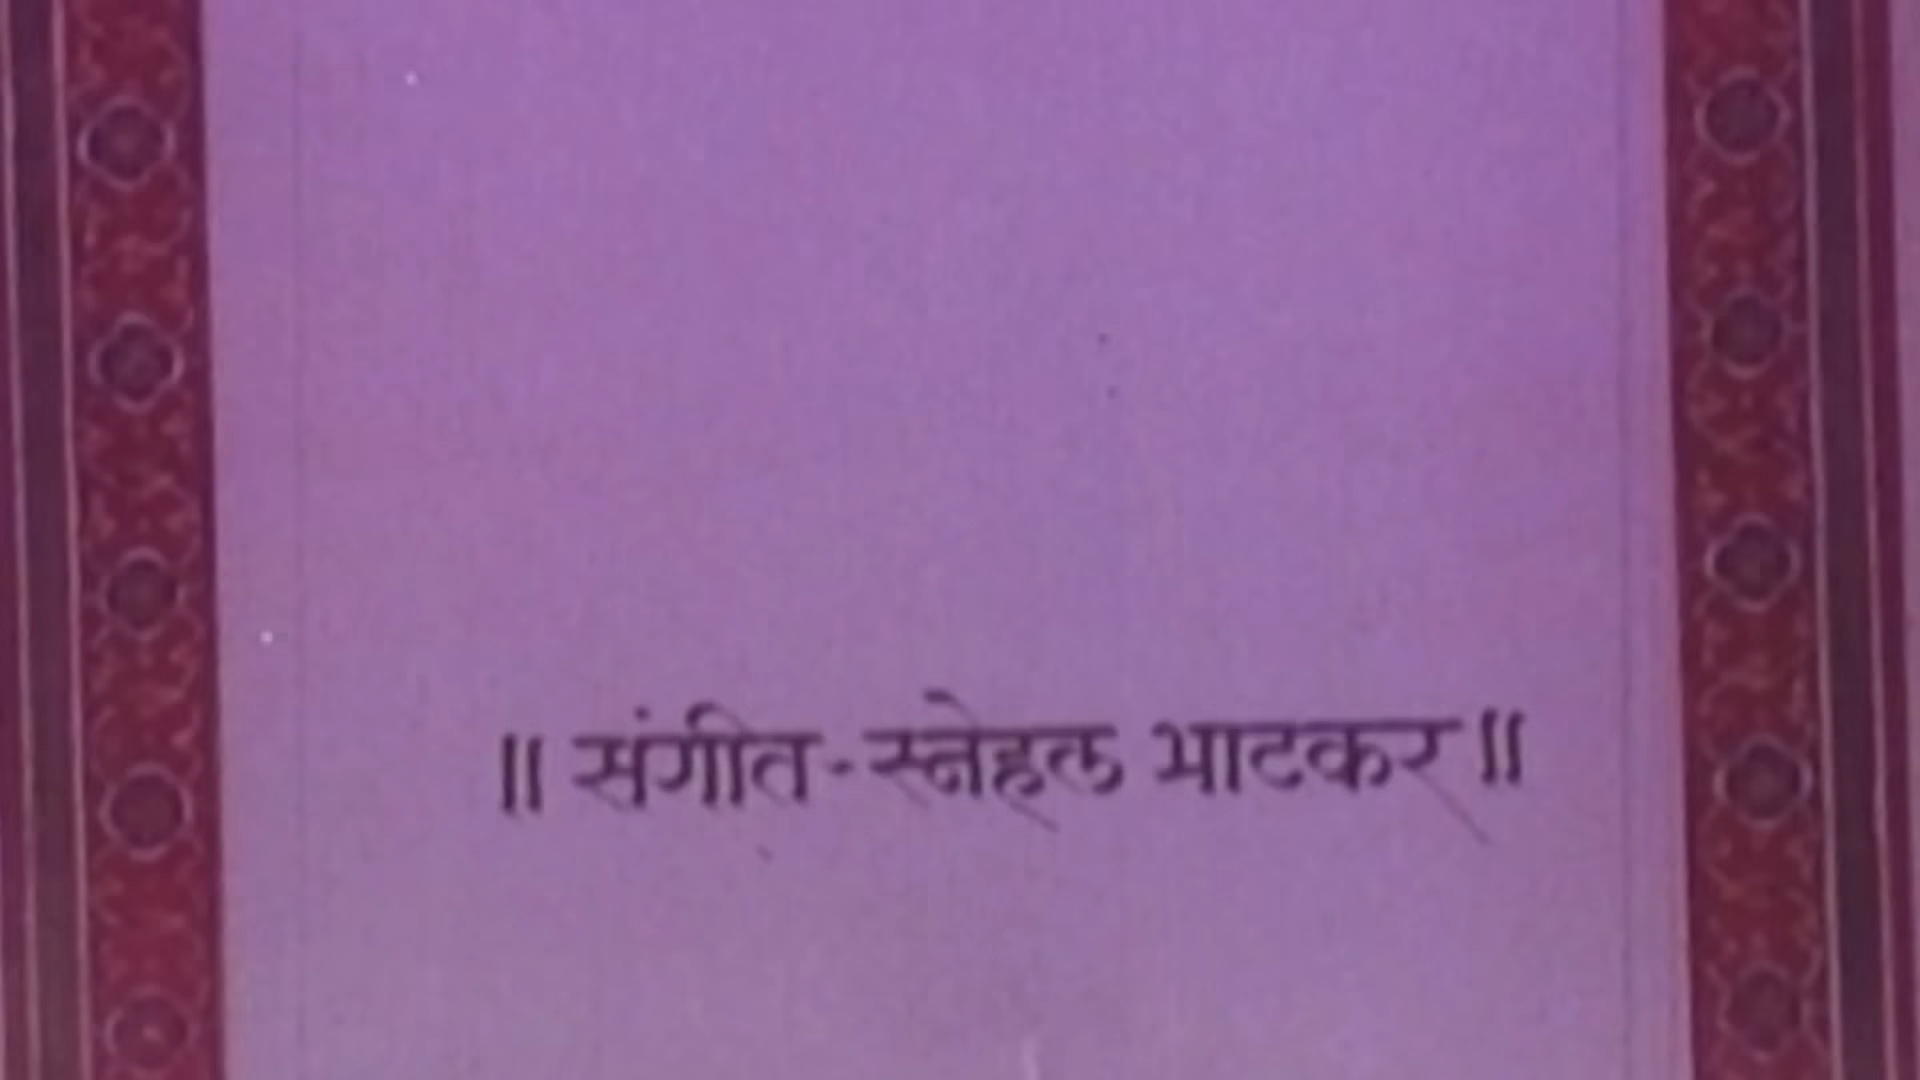 ॥ संगीत - स्नेहल भाटकर ॥